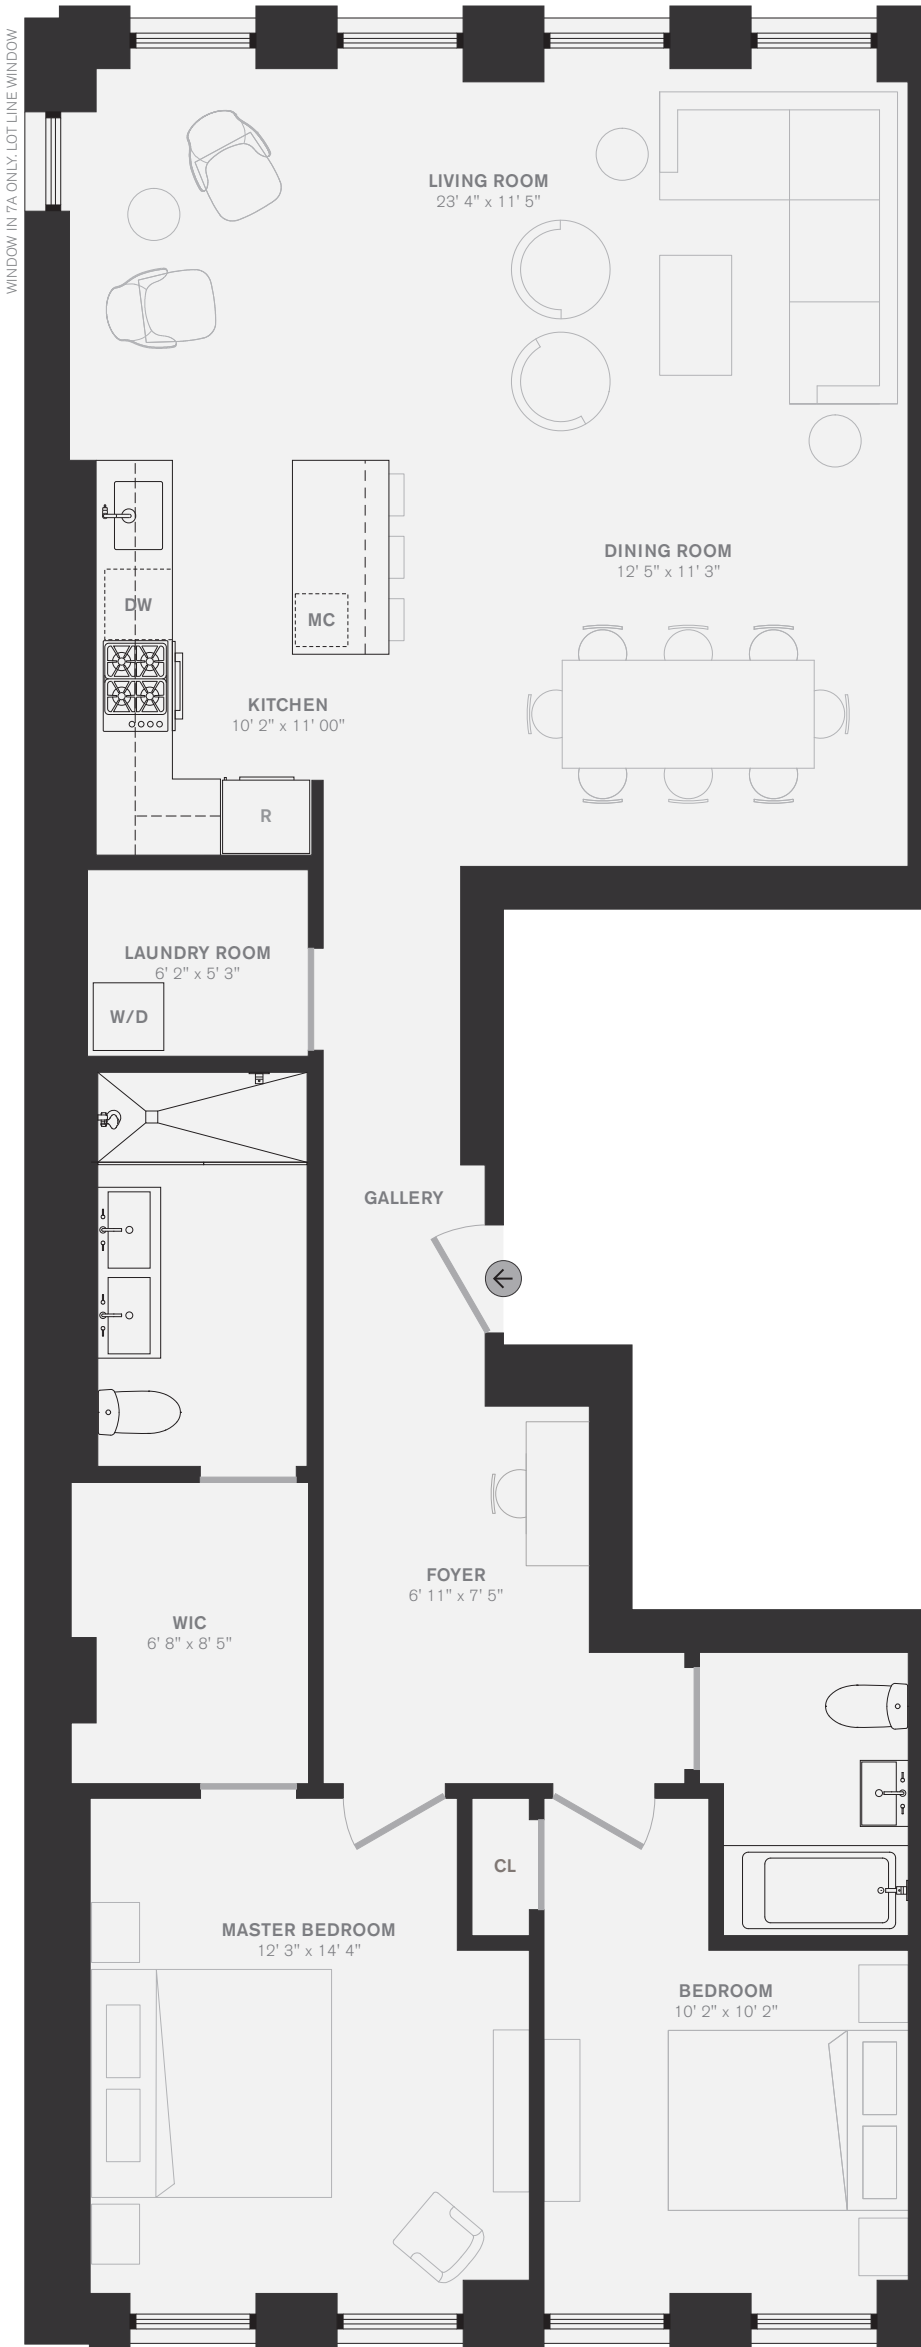 WINDOW IN 7A ONLY. LOT LINE WINDOW
LIVING ROOM
23' 4" x 11' 5"
DINING ROOM
12' 5" x 11' 3"
DW
MC
KITCHEN
10' 2" x 11' 00"
R
LAUNDRY ROOM
6' 2" x 5' 3"
W/D
GALLERY
FOYER
6' 11" x 7' 5"
WIC
6' 8" x 8' 5"
CL
MASTER BEDROOM
12' 3" x 14' 4"
BEDROOM
10' 2" x 10' 2"